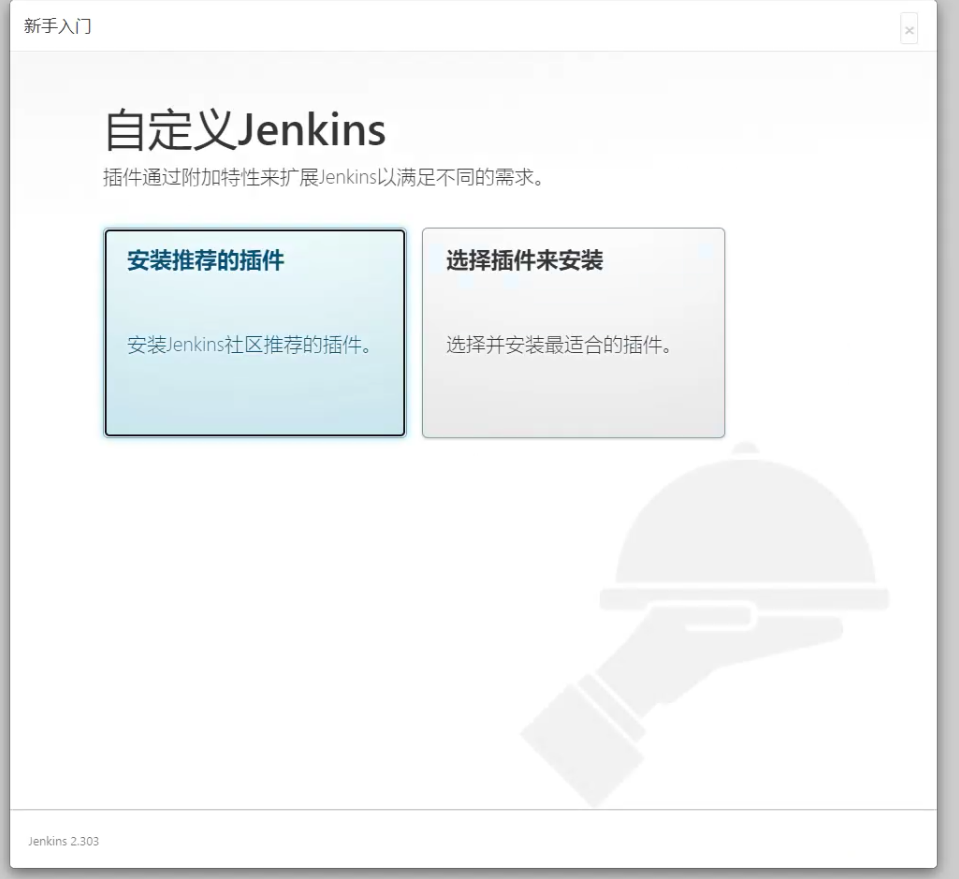 新手入门
×
自定义Jenkins
插件通过附加特性来扩展Jenkins以满足不同的需求。
安装推荐的插件
安装Jenkins社区推荐的插件。
选择插件来安装
选择并安装最适合的插件。
Jenkins 2.303